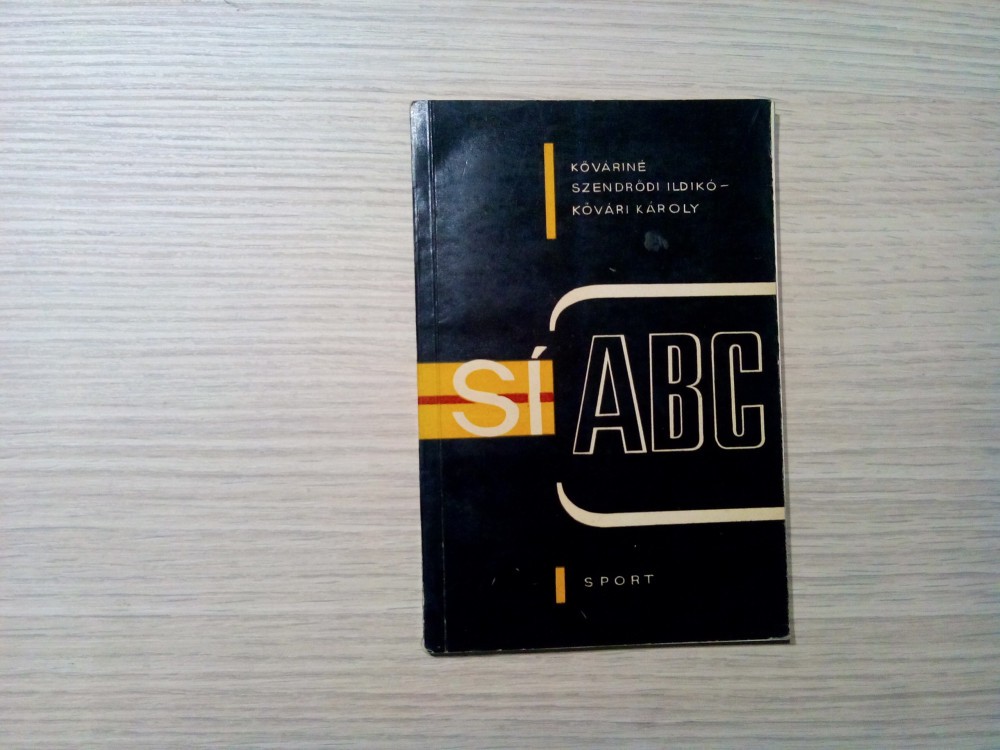 KŐVÁRINÉ
SZENDRŐDI ILDIKÓ-
KŐVÁRI KÁROLY
SÍ ABC
SPORT